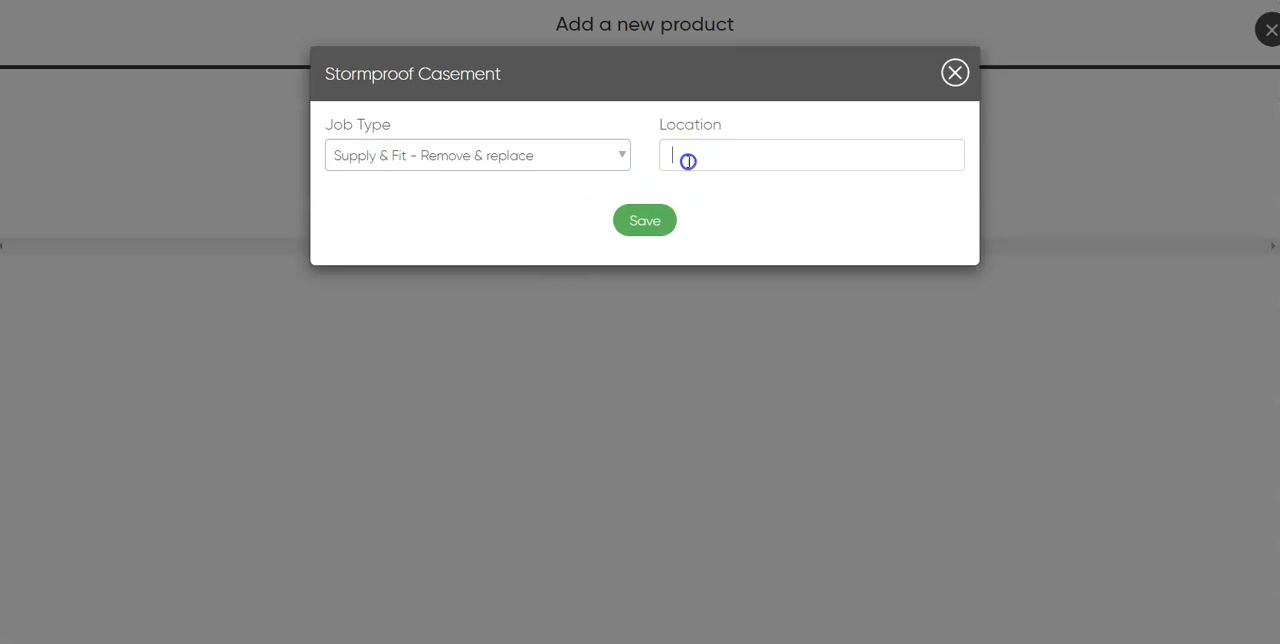 Add a new product
Stormproof Casement
Job Type
Location
Supply & Fit - Remove & replace
Save